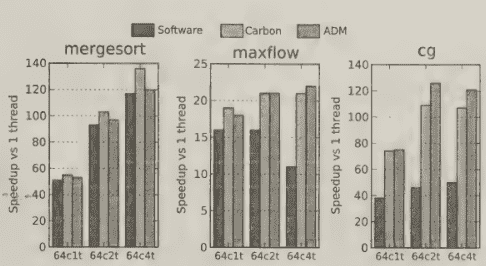 Software Carbon ADM
mergesort
maxflow
cg
Speedup vs 1 thread
140
120
100
80
60
40
20
0
64c1t 64c2t 64c4t
Speedup vs 1 thread
25
20
15
10
5
0
64c1t 64c2t 64c4t
Speedup vs 1 thread
140
120
100
80
60
40
20
0
64c1t 64c2t 64c4t